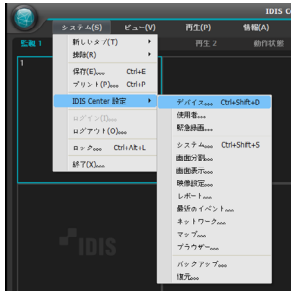 IDIS C
システム(S) ビュー(V) 再生(P) 情報(A)
監視 1 再生 2 動作状態
1
新しいタブ(T)
接続(R)
保存(E)... Ctrl+E
プリント(P)... Ctrl+P
IDIS Center 設定
ログイン(I)...
ログアウト(O)...
ロック... Ctrl+Alt+L
終了(X)...
デバイス... Ctrl+Shift+D
使用者...
緊急録画...
システム... Ctrl+Shift+S
画面分割...
画面表示...
映像設定...
レポート...
最近のイベント...
ネットワーク...
マップ...
ブラウザー...
バックアップ...
復元...
IDIS